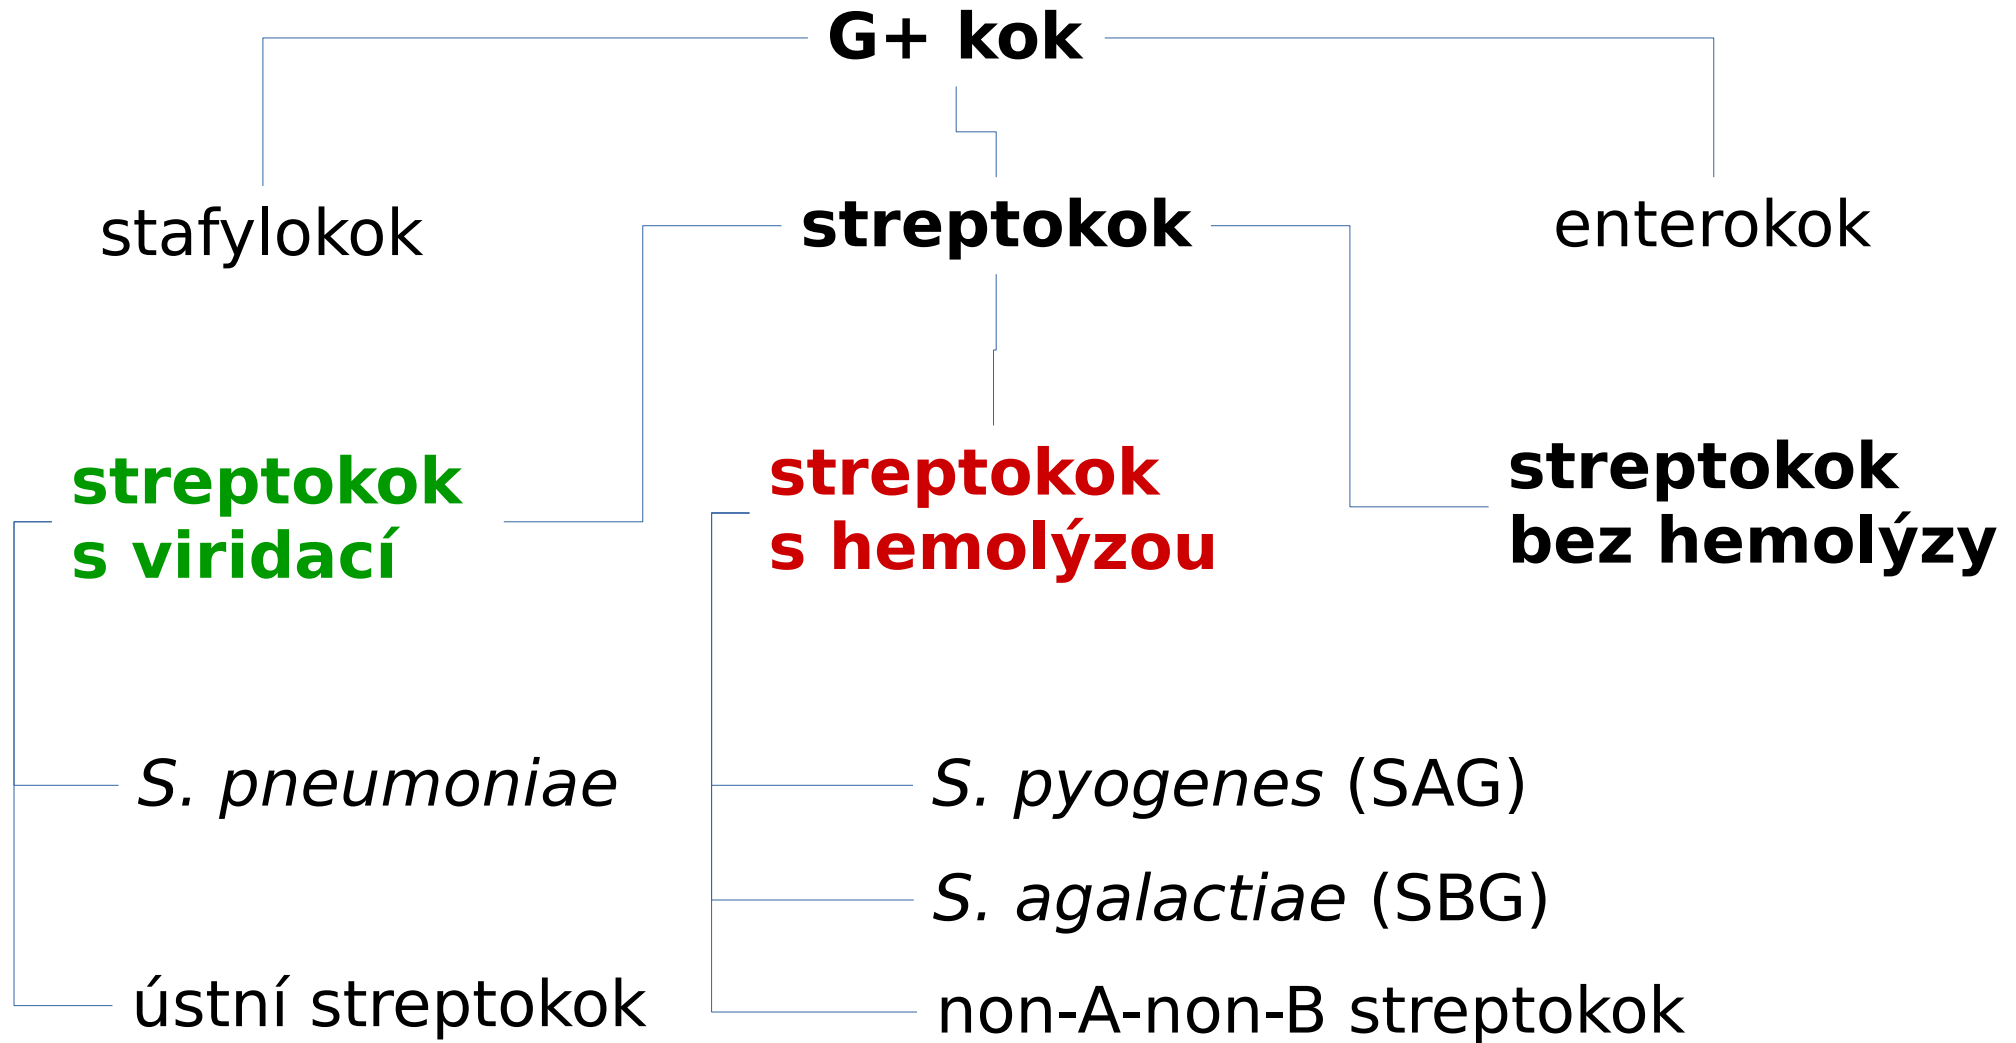 G+ kok
stafylokok
streptokok
enterokok
streptokok
s viridací
streptokok
s hemolýzou
streptokok
bez hemolýzy
S. pneumoniae
S. pyogenes (SAG)
S. agalactiae (SBG)
ústní streptokok
non-A-non-B streptokok